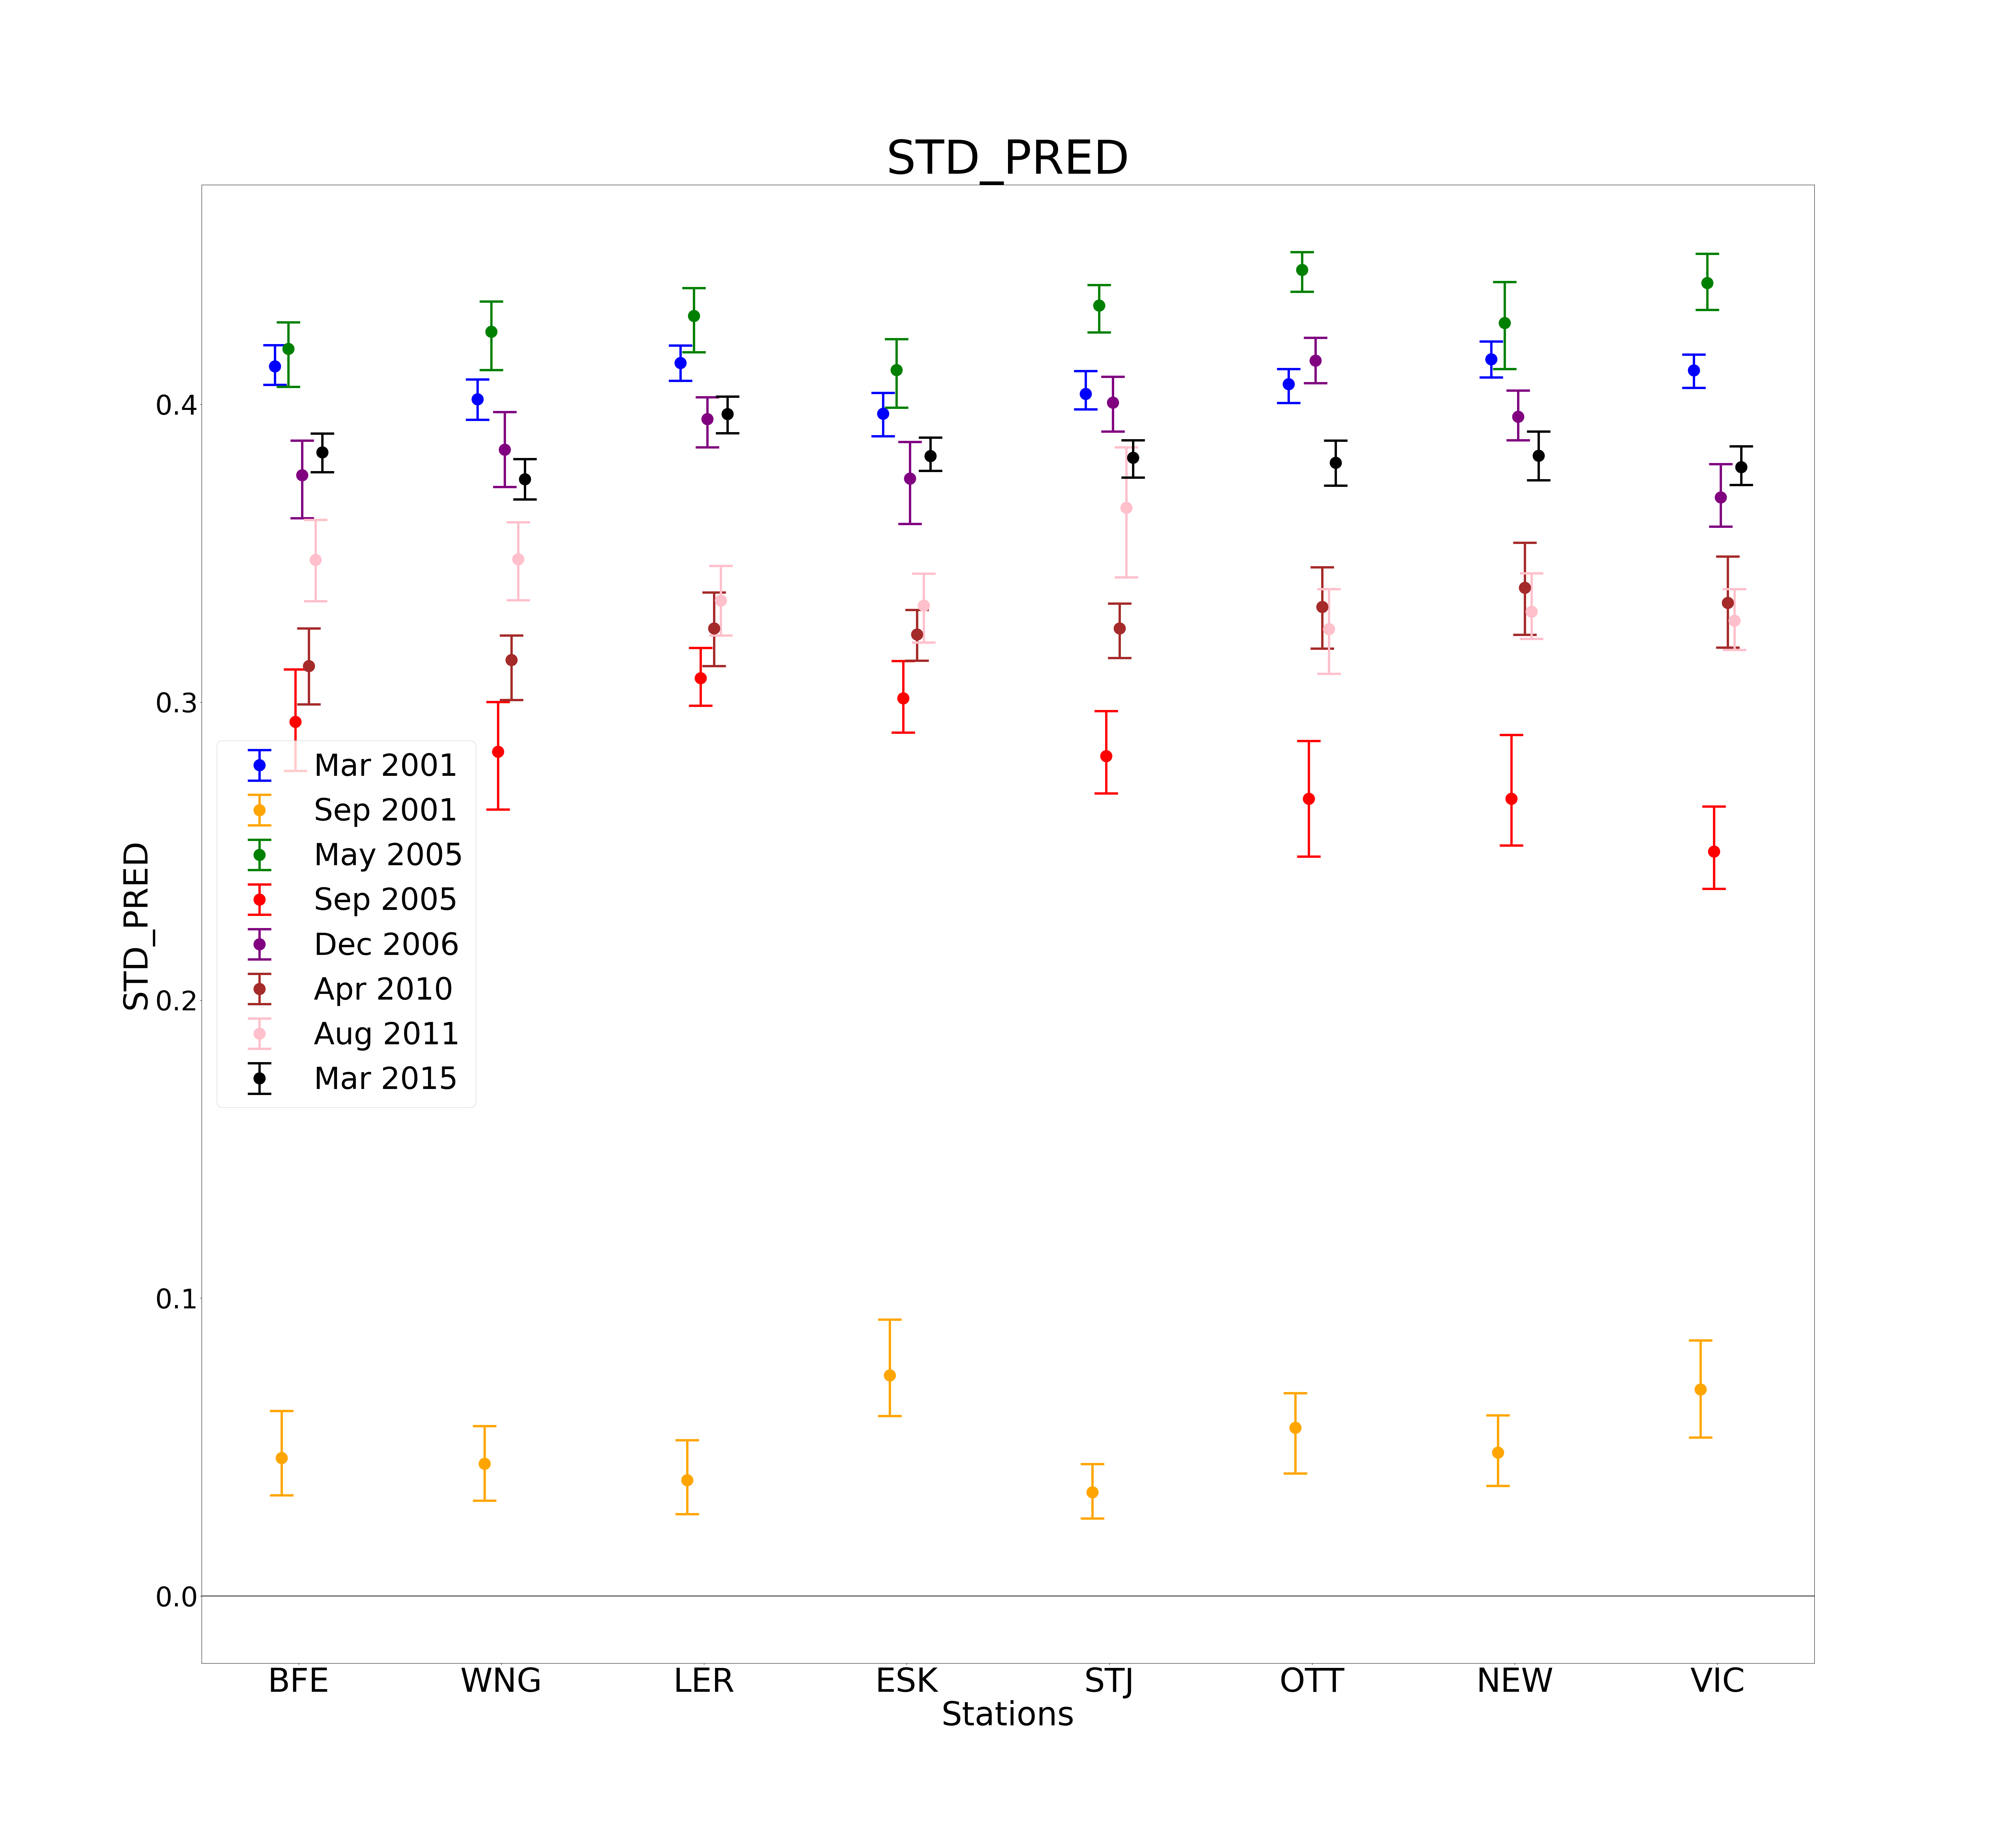 STD_PRED
STD_PRED
0.4
0.3
0.2
0.1
0.0
Mar 2001
Sep 2001
May 2005
Sep 2005
Dec 2006
Apr 2010
Aug 2011
Mar 2015
BFE WNG LER ESK STJ OTT NEW VIC
Stations